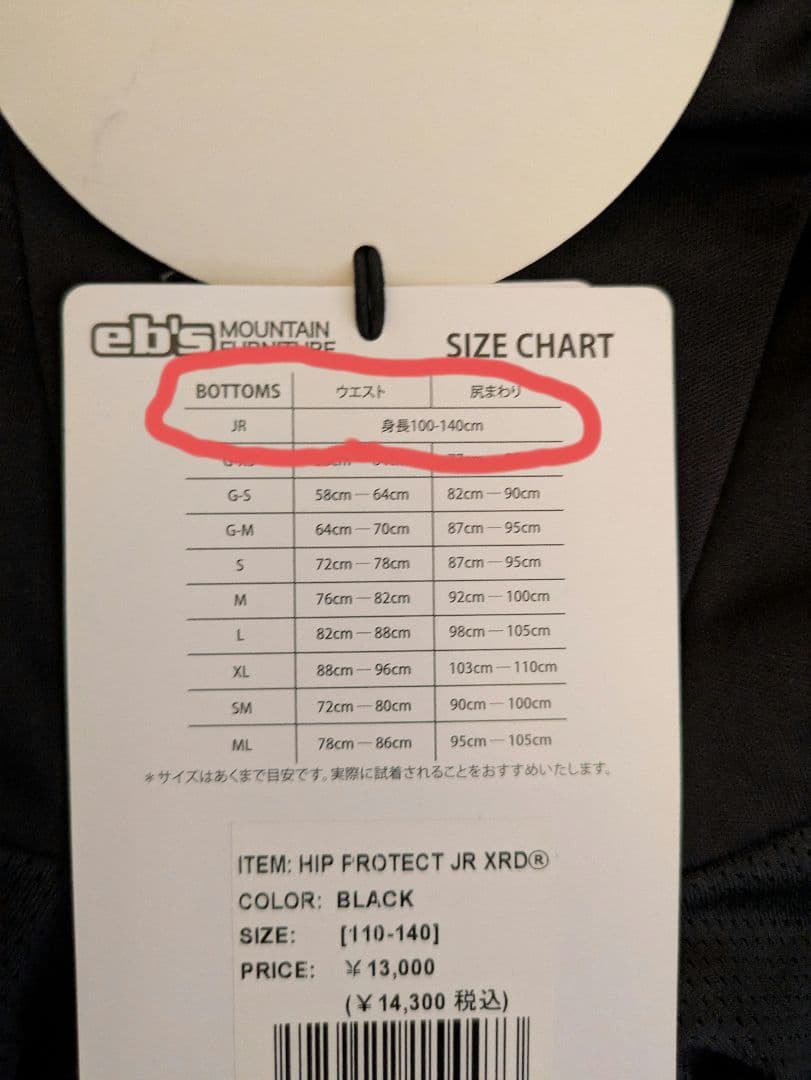 eb's MOUNTAIN
FURNITURE
SIZE CHART
BOTTOMS ウエスト 尻まわり
JR 身長100-140cm
G-S 58cm — 64cm 82cm — 90cm
G-M 64cm — 70cm 87cm — 95cm
S 72cm — 78cm 87cm — 95cm
M 76cm — 82cm 92cm — 100cm
L 82cm — 88cm 98cm — 105cm
XL 88cm — 96cm 103cm — 110cm
SM 72cm — 80cm 90cm — 100cm
ML 78cm — 86cm 95cm — 105cm
＊サイズはあくまで目安です。実際に試着されることをおすすめいたします。
ITEM: HIP PROTECT JR XRD®
COLOR: BLACK
SIZE: [110-140]
PRICE: ¥13,000
(¥14,300 税込)